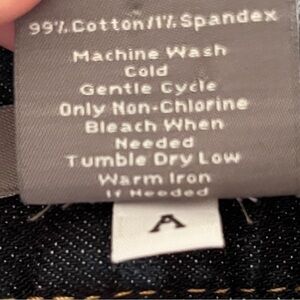 99% Cotton/1% Spandex
Machine Wash
Cold
Gentle Cycle
Only Non-Chlorine
Bleach When
Needed
Tumble Dry Low
Warm Iron
If Needed
A